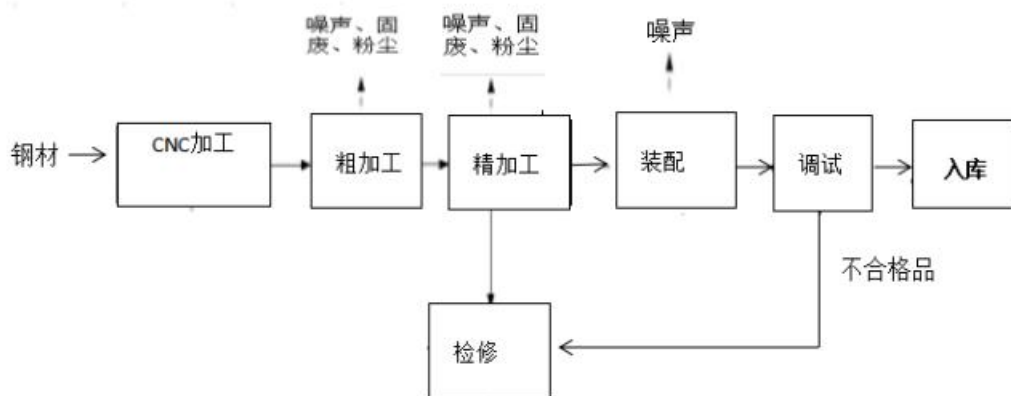 噪声、固
废、粉尘
噪声、固
废、粉尘
噪声
钢材
CNC加工
粗加工
精加工
装配
调试
入库
不合格品
检修